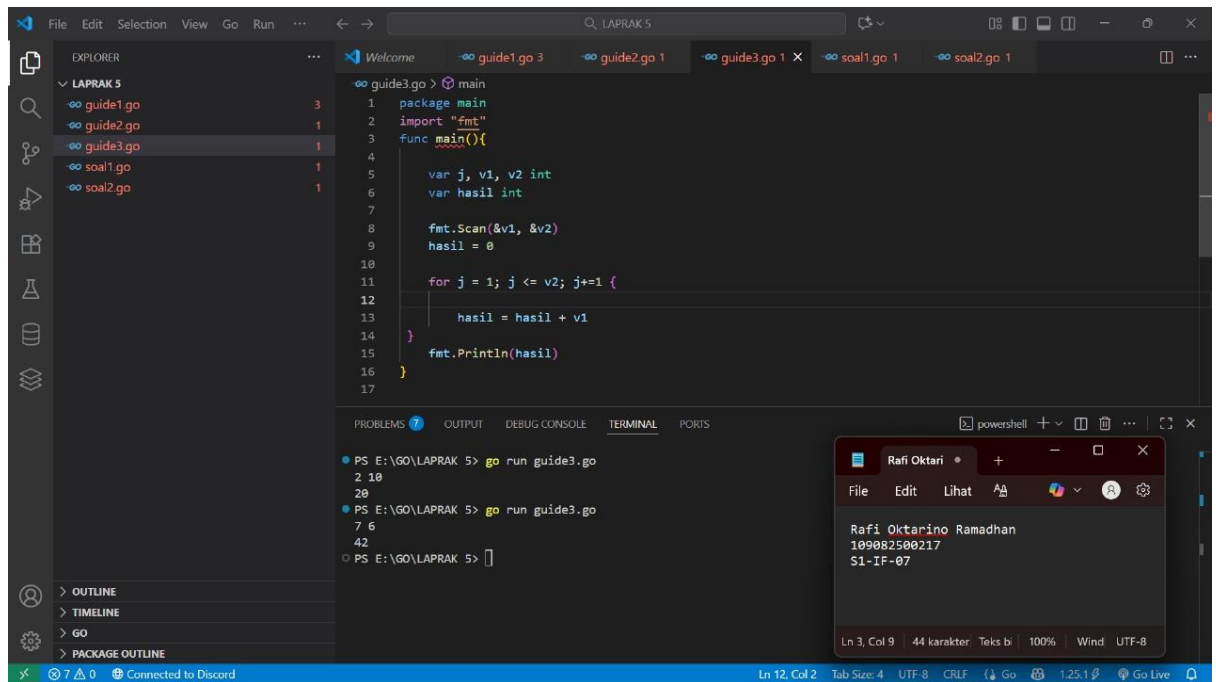 File Edit Selection View Go Run ··· LAPRAK 5
EXPLORER ···
LAPRAK 5
guide1.go 3
guide2.go 1
guide3.go 1
soal1.go 1
soal2.go 1
OUTLINE
TIMELINE
GO
PACKAGE OUTLINE
Welcome guide1.go 3 guide2.go 1 guide3.go 1 soal1.go 1 soal2.go 1
guide3.go > main
1 package main
2 import "fmt"
3 func main(){
4
5 var j, v1, v2 int
6 var hasil int
7
8 fmt.Scan(&v1, &v2)
9 hasil = 0
10
11 for j = 1; j <= v2; j+=1 {
12
13 hasil = hasil + v1
14 }
15 fmt.Println(hasil)
16 }
17
PROBLEMS 7 OUTPUT DEBUG CONSOLE TERMINAL PORTS powershell
PS E:\GO\LAPRAK 5> go run guide3.go
2 10
20
PS E:\GO\LAPRAK 5> go run guide3.go
7 6
42
PS E:\GO\LAPRAK 5>
Rafi Oktari
File Edit Lihat
Rafi Oktarino Ramadhan
109082500217
S1-IF-07
Ln 3, Col 9 44 karakter Teks bi 100% Wind UTF-8
7 0 Connected to Discord Ln 12, Col 2 Tab Size: 4 UTF-8 CRLF Go 1.25.1 Go Live